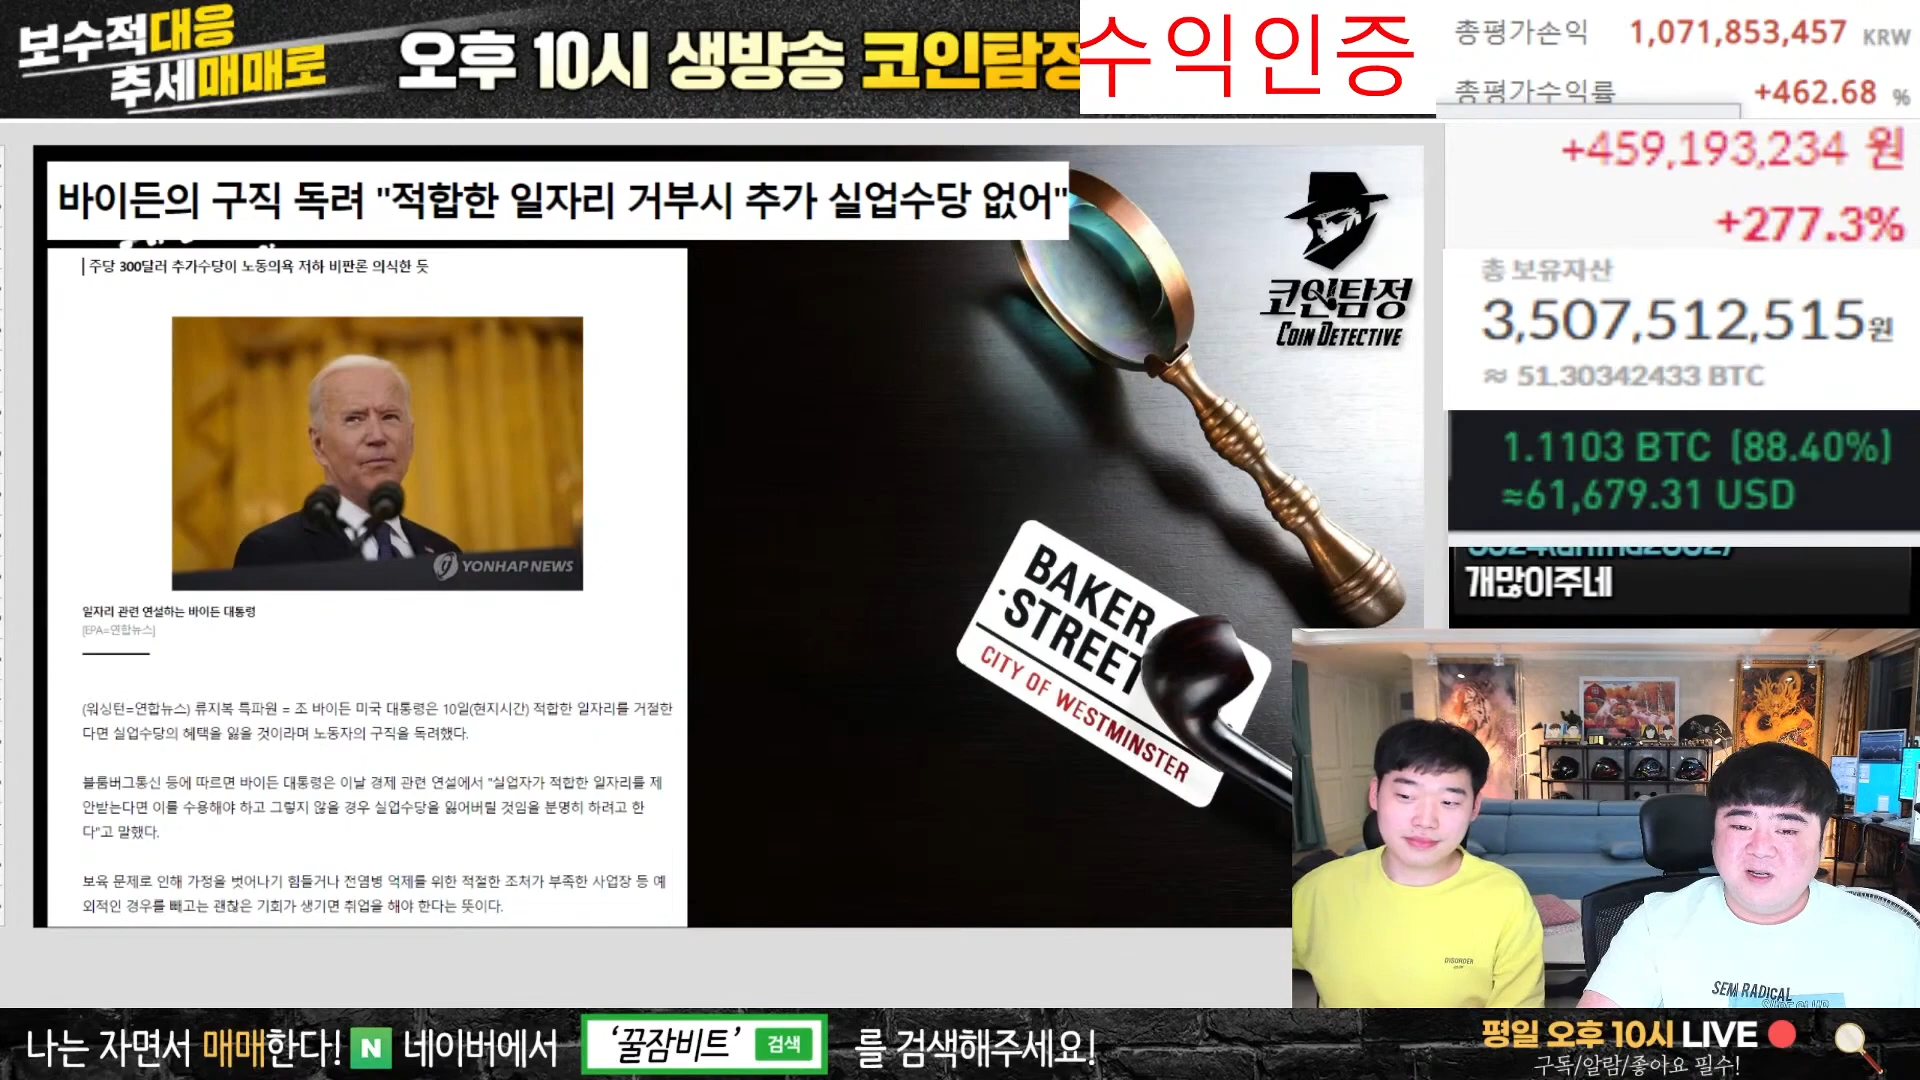 보수적대응
추세매매로
오후 10시 생방송 코인탐정
수익인증
총평가손익 1,071,853,457 KRW
총평가수익률 +462.68 %
+459,193,234 원
+277.3%
총 보유자산
3,507,512,515원
≈ 51.30342433 BTC
1.1103 BTC (88.40%)
≈61,679.31 USD
개많이주네
바이든의 구직 독려 "적합한 일자리 거부시 추가 실업수당 없어"
주당 300달러 추가수당이 노동의욕 저하 비판론 의식한 듯
YONHAP NEWS
일자리 관련 연설하는 바이든 대통령
[EPA=연합뉴스]
(워싱턴=연합뉴스) 류지복 특파원 = 조 바이든 미국 대통령은 10일(현지시간) 적합한 일자리를 거절한
다면 실업수당의 혜택을 잃을 것이라며 노동자의 구직을 독려했다.
블룸버그통신 등에 따르면 바이든 대통령은 이날 경제 관련 연설에서 "실업자가 적합한 일자리를 제
안받는다면 이를 수용해야 하고 그렇지 않을 경우 실업수당을 잃어버릴 것임을 분명히 하려고 한
다"고 말했다.
보육 문제로 인해 가정을 벗어나기 힘들거나 전염병 억제를 위한 적절한 조처가 부족한 사업장 등 예
외적인 경우를 빼고는 괜찮은 기회가 생기면 취업을 해야 한다는 뜻이다.
코인탐정
COIN DETECTIVE
BAKER
STREET
CITY OF WESTMINSTER
DISORDER
SEMI RADICAL
나는 자면서 매매한다! N 네이버에서 '꿀잠비트' 검색 를 검색해주세요!
평일 오후 10시 LIVE
구독/알람/좋아요 필수!